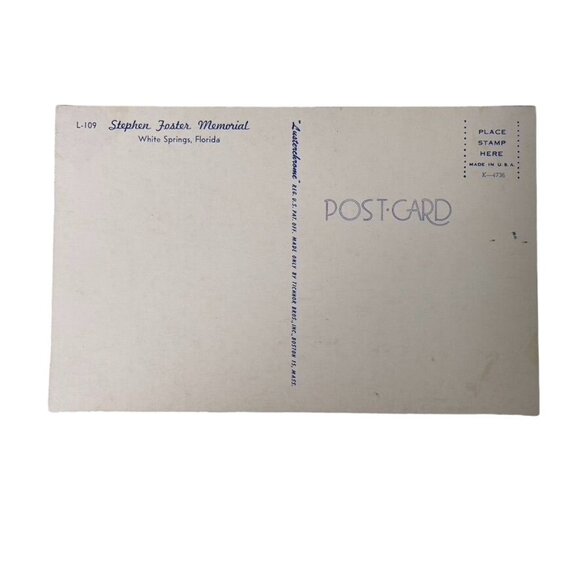 L-109 Stephen Foster Memorial
White Springs, Florida
"Lusterchrome" REG. U.S. PAT. OFF. MADE ONLY BY TICHNOR BROS., INC., BOSTON 15, MASS.
POST-CARD
PLACE
STAMP
HERE
MADE IN U.S.A.
K—4736